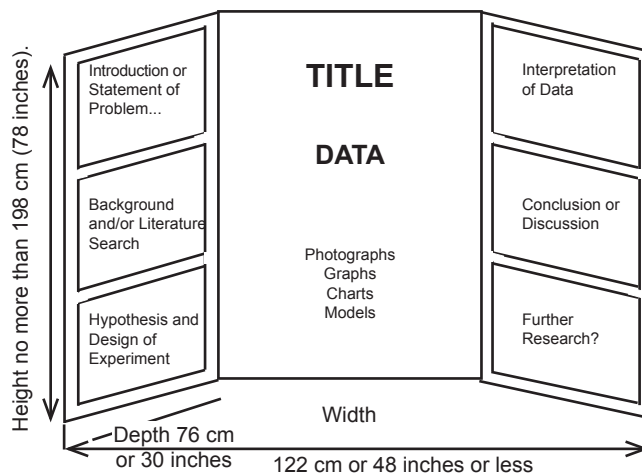 Height no more than 198 cm (78 inches).
Introduction or
Statement of
Problem...
Background
and/or Literature
Search
Hypothesis and
Design of
Experiment
TITLE
DATA
Photographs
Graphs
Charts
Models
Interpretation
of Data
Conclusion or
Discussion
Further
Research?
Width
Depth 76 cm
or 30 inches
122 cm or 48 inches or less